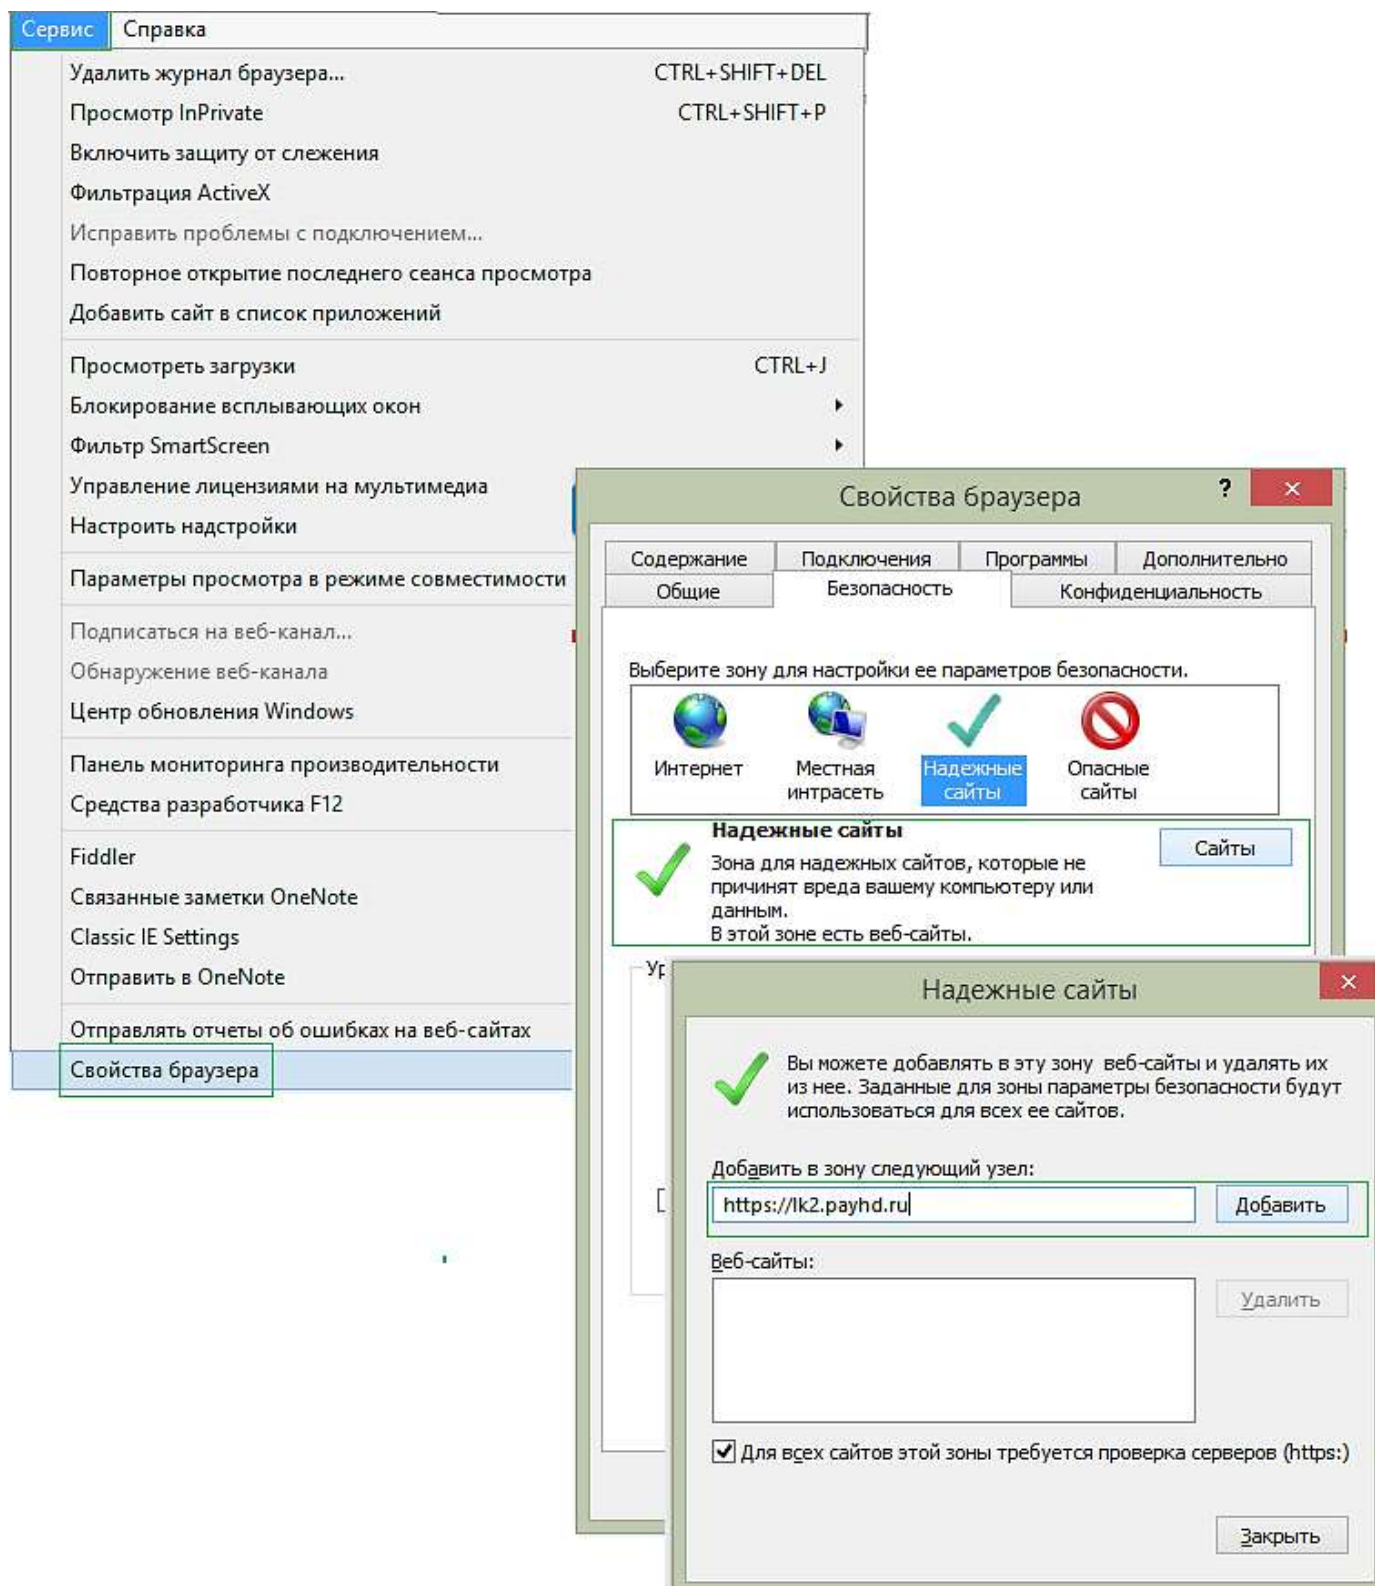 Сервис Справка
Удалить журнал браузера... CTRL+SHIFT+DEL
Просмотр InPrivate CTRL+SHIFT+P
Включить защиту от слежения
Фильтрация ActiveX
Исправить проблемы с подключением...
Повторное открытие последнего сеанса просмотра
Добавить сайт в список приложений
Просмотреть загрузки CTRL+J
Блокирование всплывающих окон
Фильтр SmartScreen
Управление лицензиями на мультимедиа
Настроить надстройки
Параметры просмотра в режиме совместимости
Подписаться на веб-канал...
Обнаружение веб-канала
Центр обновления Windows
Панель мониторинга производительности
Средства разработчика F12
Fiddler
Связанные заметки OneNote
Classic IE Settings
Отправить в OneNote
Отправлять отчеты об ошибках на веб-сайтах
Свойства браузера
Свойства браузера ?
Содержание Подключения Программы Дополнительно
Общие Безопасность Конфиденциальность
Выберите зону для настройки ее параметров безопасности.
Интернет Местная Надежные Опасные
интрасеть сайты сайты
Надежные сайты
Сайты
Зона для надежных сайтов, которые не
причинят вреда вашему компьютеру или
данным.
В этой зоне есть веб-сайты.
Надежные сайты
Вы можете добавлять в эту зону веб-сайты и удалять их
из нее. Заданные для зоны параметры безопасности будут
использоваться для всех ее сайтов.
Добавить в зону следующий узел:
https://lk2.payhd.ru Добавить
Веб-сайты:
Удалить
Для всех сайтов этой зоны требуется проверка серверов (https:)
Закрыть